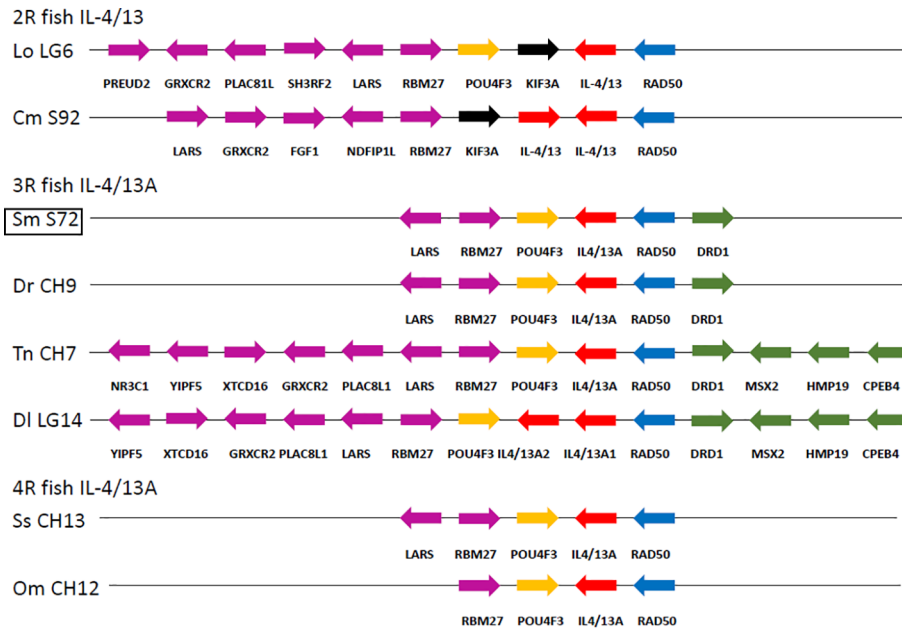 2R fish IL-4/13
Lo LG6
PREUD2 GRXCR2 PLAC81L SH3RF2 LARS RBM27 POU4F3 KIF3A IL-4/13 RAD50
Cm S92
LARS GRXCR2 FGF1 NDFIP1L RBM27 KIF3A IL-4/13 IL-4/13 RAD50
3R fish IL-4/13A
Sm S72
LARS RBM27 POU4F3 IL4/13A RAD50 DRD1
Dr CH9
LARS RBM27 POU4F3 IL4/13A RAD50 DRD1
Tn CH7
NR3C1 YIPF5 XTCD16 GRXCR2 PLAC8L1 LARS RBM27 POU4F3 IL4/13A RAD50 DRD1 MSX2 HMP19 CPEB4
Dl LG14
YIPF5 XTCD16 GRXCR2 PLAC8L1 LARS RBM27 POU4F3 IL4/13A2 IL4/13A1 RAD50 DRD1 MSX2 HMP19 CPEB4
4R fish IL-4/13A
Ss CH13
LARS RBM27 POU4F3 IL4/13A RAD50
Om CH12
RBM27 POU4F3 IL4/13A RAD50